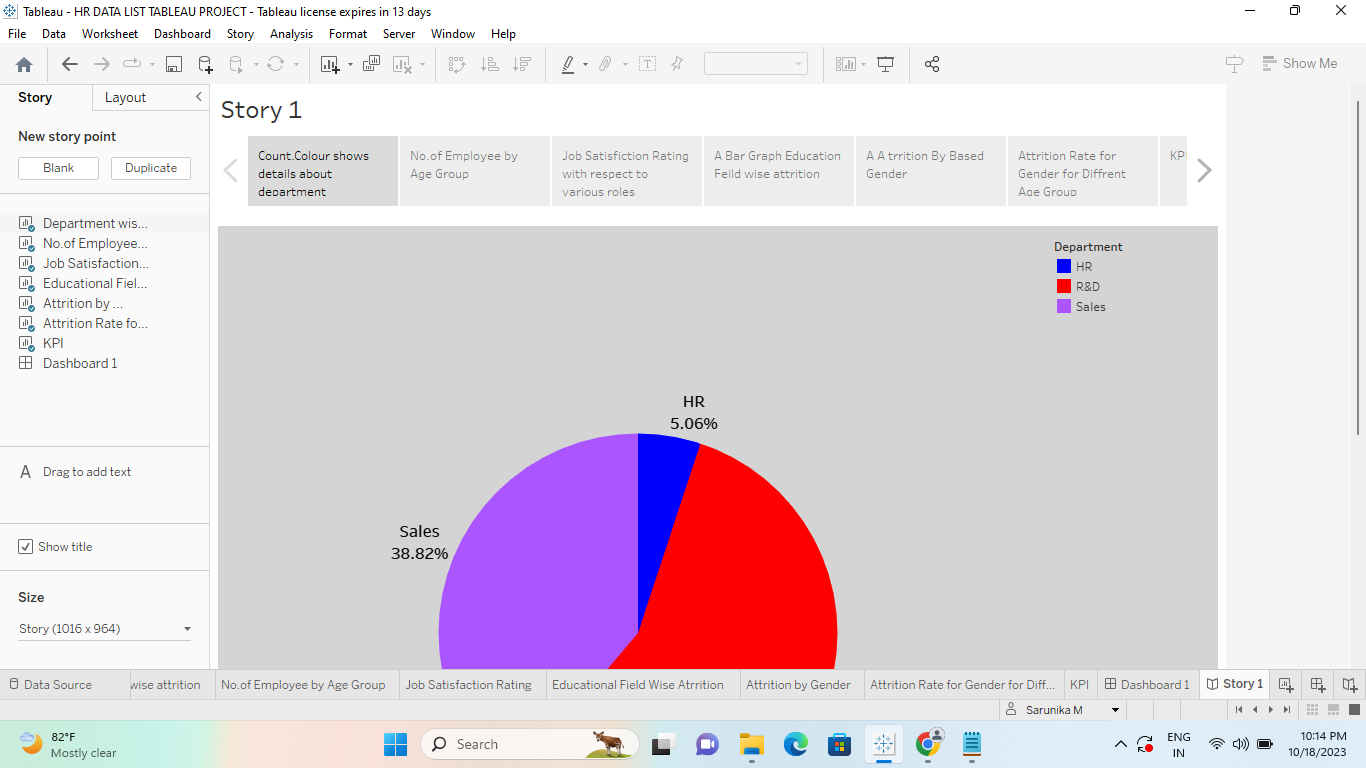 Tableau - HR DATA LIST TABLEAU PROJECT - Tableau license expires in 13 days
File Data Worksheet Dashboard Story Analysis Format Server Window Help
Show Me
Story Layout
New story point
Blank Duplicate
Department wis...
No.of Employee...
Job Satisfaction...
Educational Fiel...
Attrition by ...
Attrition Rate fo...
KPI
Dashboard 1
A Drag to add text
Show title
Size
Story (1016 x 964)
Story 1
Count.Colour shows
details about
department
No.of Employee by
Age Group
Job Satisfiction Rating
with respect to
various roles
A Bar Graph Education
Feild wise attrition
A A trrition By Based
Gender
Attrition Rate for
Gender for Diffrent
Age Group
KPI
Department
HR
R&D
Sales
HR
5.06%
Sales
38.82%
Data Source wise attrition No.of Employee by Age Group Job Satisfaction Rating Educational Field Wise Atrrition Attrition by Gender Attrition Rate for Gender for Diff... KPI Dashboard 1 Story 1
Sarunika M
82°F
Mostly clear
Search
ENG
IN
10:14 PM
10/18/2023